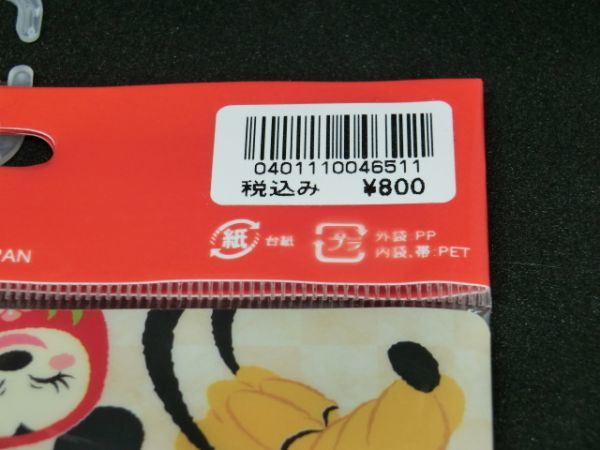 0401110046511
税込み ¥800
紙 台紙
プラ 外袋:PP
内袋、帯:PET
PAN